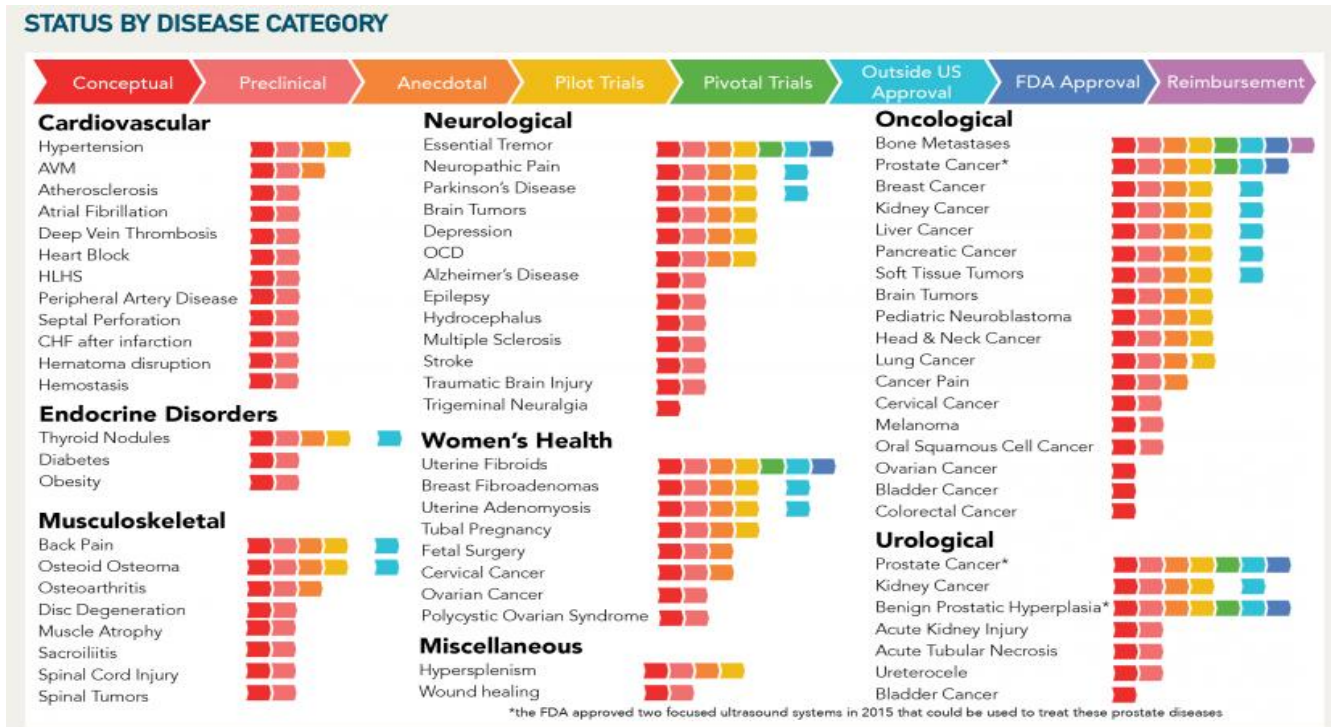 STATUS BY DISEASE CATEGORY
Conceptual
Preclinical
Anecdotal
Pilot Trials
Pivotal Trials
Outside US
Approval
FDA Approval
Reimbursement
Cardiovascular
Hypertension
AVM
Atherosclerosis
Atrial Fibrillation
Deep Vein Thrombosis
Heart Block
HLHS
Peripheral Artery Disease
Septal Perforation
CHF after infarction
Hematoma disruption
Hemostasis
Endocrine Disorders
Thyroid Nodules
Diabetes
Obesity
Musculoskeletal
Back Pain
Osteoid Osteoma
Osteoarthritis
Disc Degeneration
Muscle Atrophy
Sacroiliitis
Spinal Cord Injury
Spinal Tumors
Neurological
Essential Tremor
Neuropathic Pain
Parkinson's Disease
Brain Tumors
Depression
OCD
Alzheimer's Disease
Epilepsy
Hydrocephalus
Multiple Sclerosis
Stroke
Traumatic Brain Injury
Trigeminal Neuralgia
Women's Health
Uterine Fibroids
Breast Fibroadenomas
Uterine Adenomyosis
Tubal Pregnancy
Fetal Surgery
Cervical Cancer
Ovarian Cancer
Polycystic Ovarian Syndrome
Miscellaneous
Hypersplenism
Wound healing
Oncological
Bone Metastases
Prostate Cancer*
Breast Cancer
Kidney Cancer
Liver Cancer
Pancreatic Cancer
Soft Tissue Tumors
Brain Tumors
Pediatric Neuroblastoma
Head & Neck Cancer
Lung Cancer
Cancer Pain
Cervical Cancer
Melanoma
Oral Squamous Cell Cancer
Ovarian Cancer
Bladder Cancer
Colorectal Cancer
Urological
Prostate Cancer*
Kidney Cancer
Benign Prostatic Hyperplasia*
Acute Kidney Injury
Acute Tubular Necrosis
Ureterocele
Bladder Cancer
*the FDA approved two focused ultrasound systems in 2015 that could be used to treat these prostate diseases